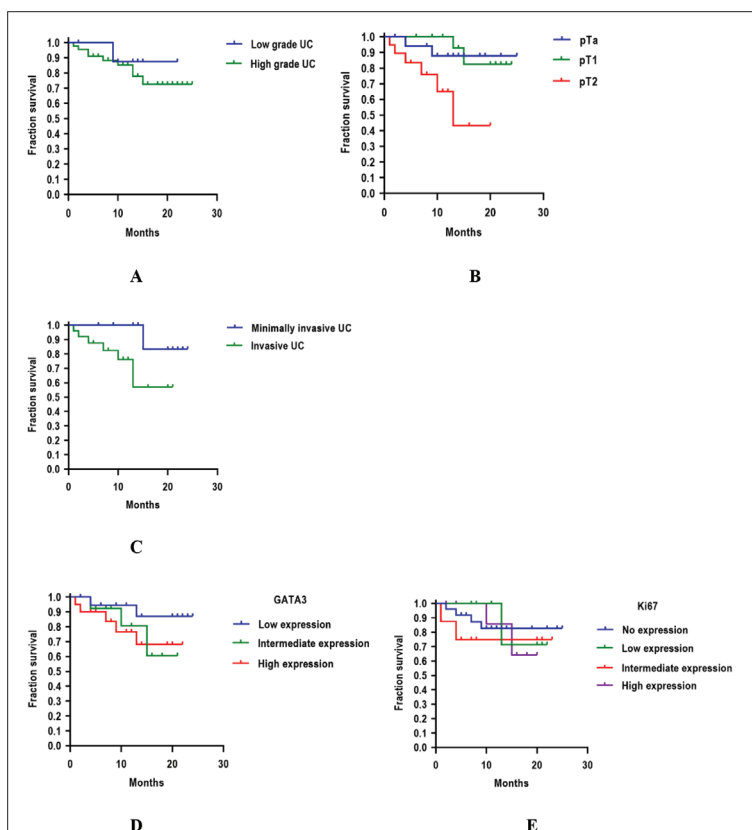 Fraction survival
1.0
0.9
0.8
0.7
0.6
0.5
0.4
0.3
0.2
0.1
0.0
0 10 20 30
Months
Low grade UC
High grade UC
A
Fraction survival
1.0
0.9
0.8
0.7
0.6
0.5
0.4
0.3
0.2
0.1
0.0
0 10 20 30
Months
pTa
pT1
pT2
B
Fraction survival
1.0
0.9
0.8
0.7
0.6
0.5
0.4
0.3
0.2
0.1
0.0
0 10 20 30
Months
Minimally invasive UC
Invasive UC
C
Fraction survival
1.0
0.9
0.8
0.7
0.6
0.5
0.4
0.3
0.2
0.1
0.0
0 10 20 30
Months
GATA3
Low expression
Intermediate expression
High expression
D
Fraction survival
1.0
0.9
0.8
0.7
0.6
0.5
0.4
0.3
0.2
0.1
0.0
0 10 20 30
Months
Ki67
No expression
Low expression
Intermediate expression
High expression
E